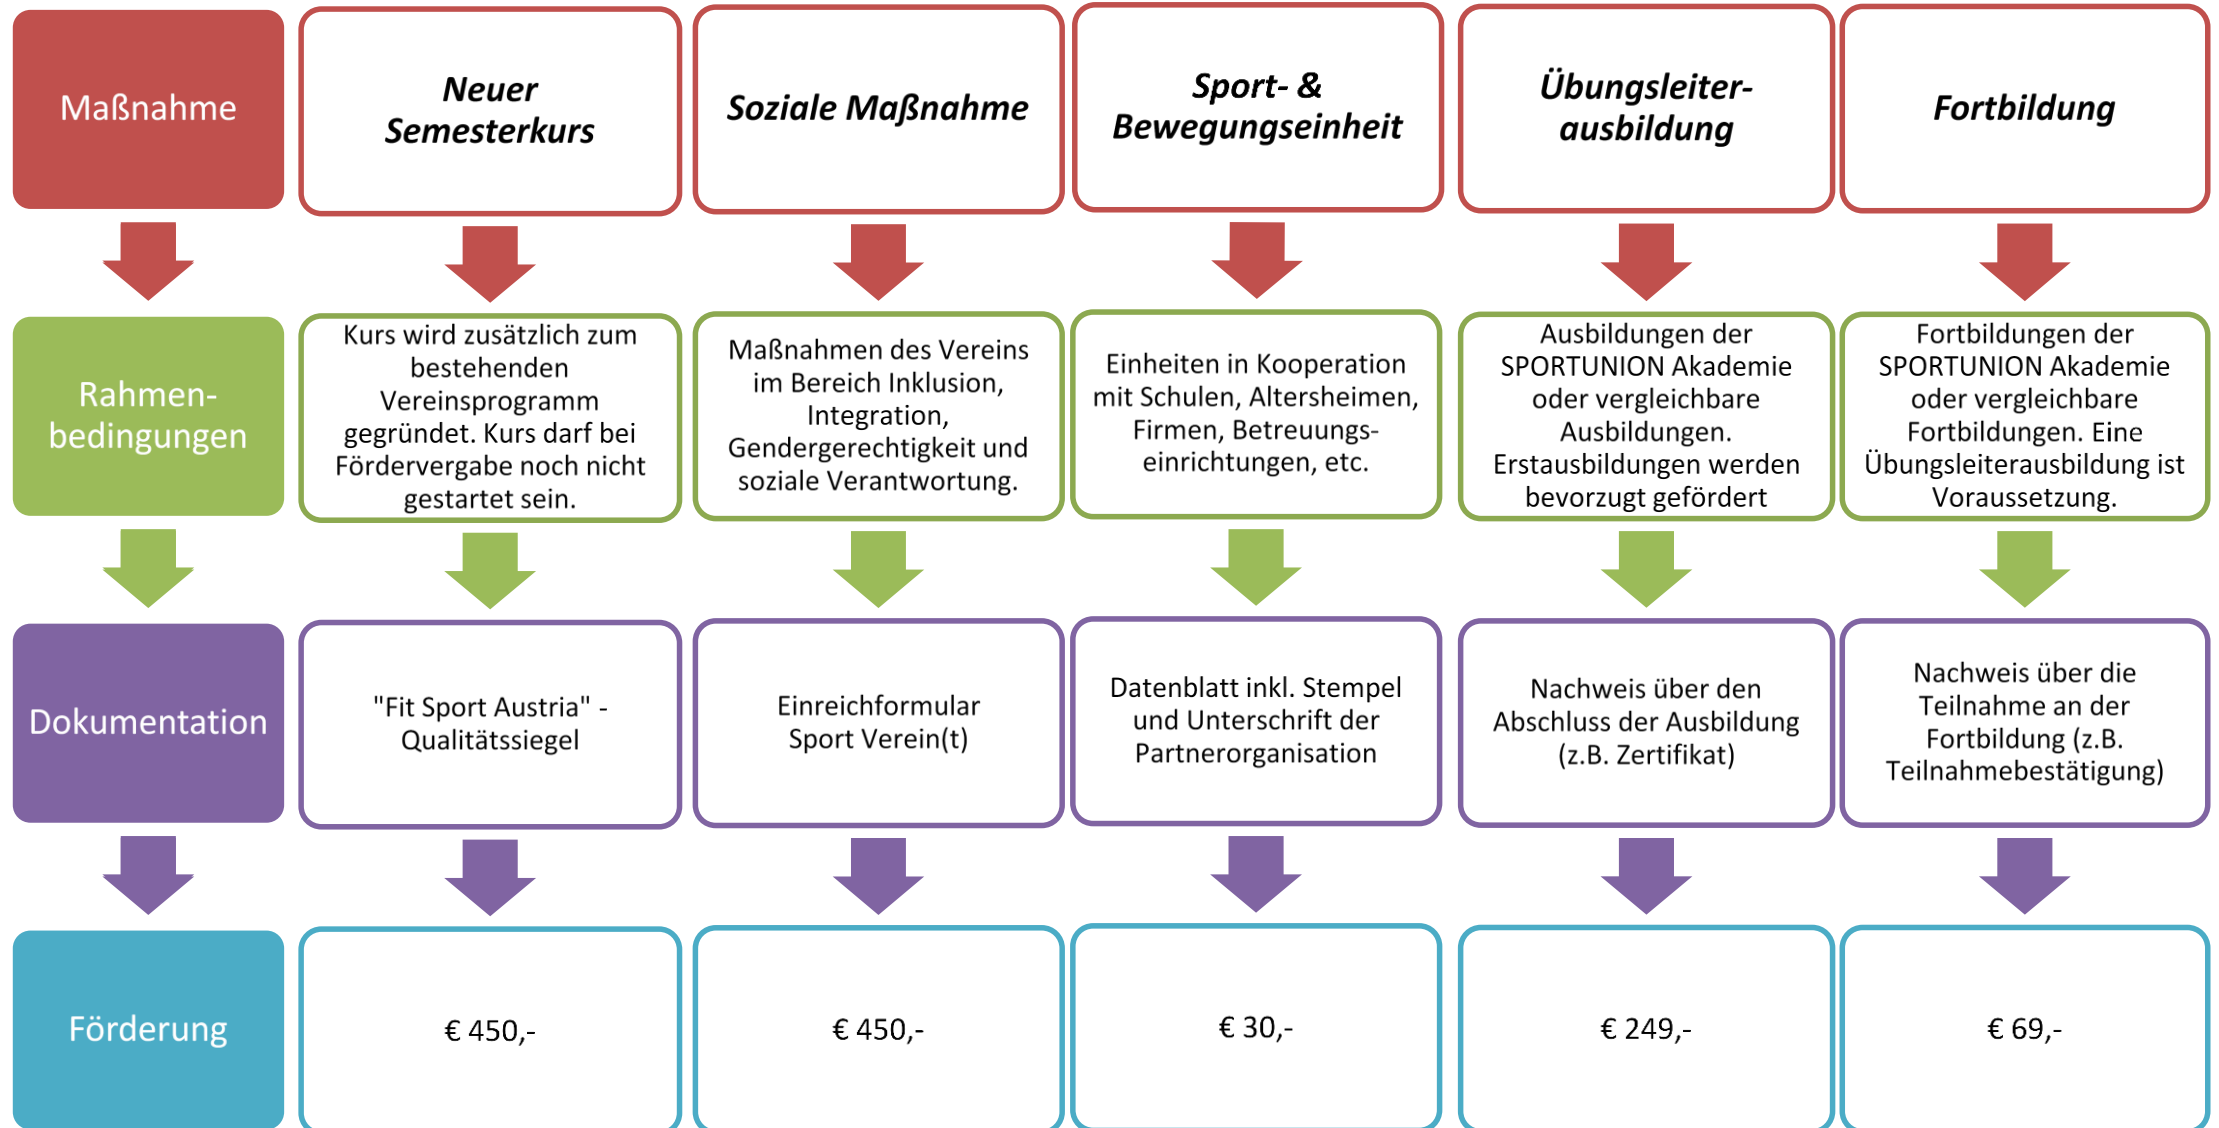 Maßnahme
Neuer
Semesterkurs
Soziale Maßnahme
Sport- &
Bewegungseinheit
Übungsleiter-
ausbildung
Fortbildung
Rahmen-
bedingungen
Kurs wird zusätzlich zum
bestehenden
Vereinsprogramm
gegründet. Kurs darf bei
Fördervergabe noch nicht
gestartet sein.
Maßnahmen des Vereins
im Bereich Inklusion,
Integration,
Gendergerechtigkeit und
soziale Verantwortung.
Einheiten in Kooperation
mit Schulen, Altersheimen,
Firmen, Betreuungs-
einrichtungen, etc.
Ausbildungen der
SPORTUNION Akademie
oder vergleichbare
Ausbildungen.
Erstausbildungen werden
bevorzugt gefördert
Fortbildungen der
SPORTUNION Akademie
oder vergleichbare
Fortbildungen. Eine
Übungsleiterausbildung ist
Voraussetzung.
Dokumentation
"Fit Sport Austria" -
Qualitätssiegel
Einreichformular
Sport Verein(t)
Datenblatt inkl. Stempel
und Unterschrift der
Partnerorganisation
Nachweis über den
Abschluss der Ausbildung
(z.B. Zertifikat)
Nachweis über die
Teilnahme an der
Fortbildung (z.B.
Teilnahmebestätigung)
Förderung
€ 450,-
€ 450,-
€ 30,-
€ 249,-
€ 69,-